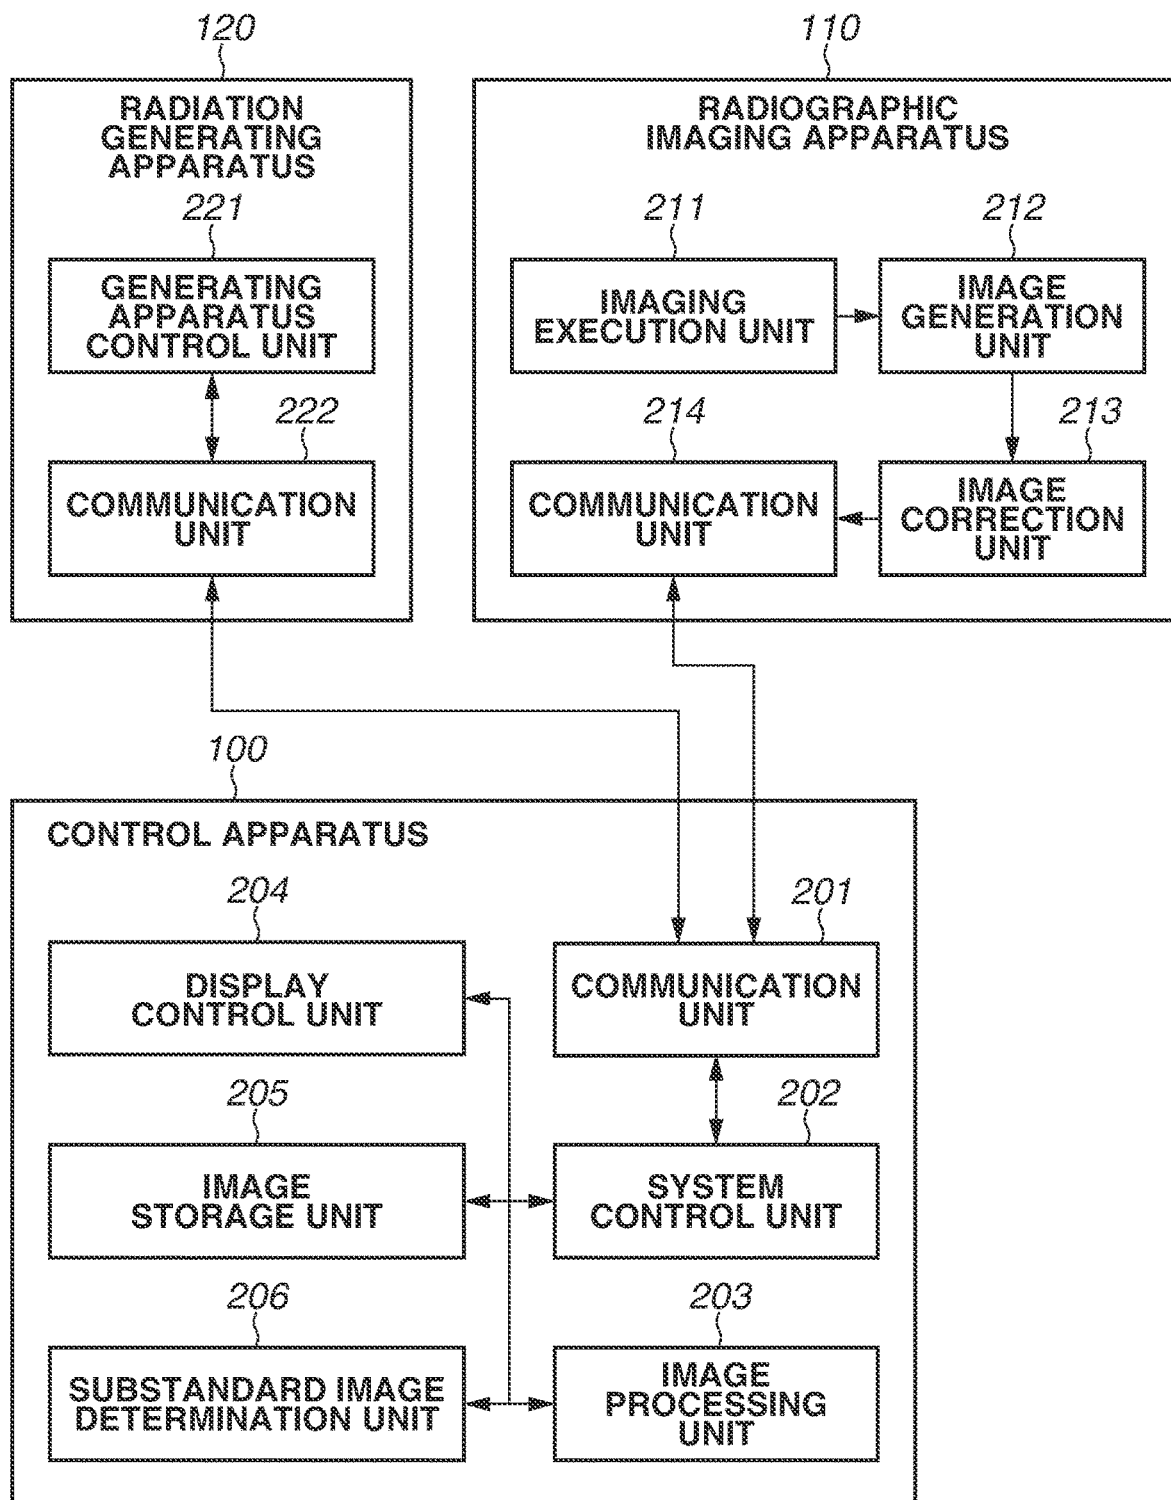 120
RADIATION
GENERATING
APPARATUS
221
GENERATING
APPARATUS
CONTROL UNIT
222
COMMUNICATION
UNIT
110
RADIOGRAPHIC
IMAGING APPARATUS
211
IMAGING
EXECUTION UNIT
212
IMAGE
GENERATION
UNIT
214
COMMUNICATION
UNIT
213
IMAGE
CORRECTION
UNIT
100
CONTROL APPARATUS
204
DISPLAY
CONTROL UNIT
201
COMMUNICATION
UNIT
205
IMAGE
STORAGE UNIT
202
SYSTEM
CONTROL UNIT
206
SUBSTANDARD IMAGE
DETERMINATION UNIT
203
IMAGE
PROCESSING
UNIT